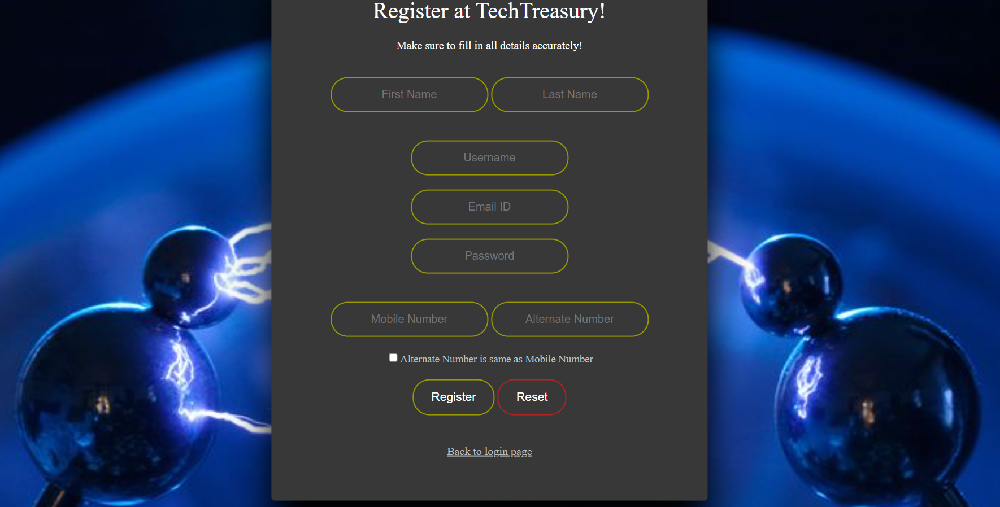 Register at TechTreasury!
Make sure to fill in all details accurately!
First Name Last Name
Username
Email ID
Password
Mobile Number Alternate Number
Alternate Number is same as Mobile Number
Register Reset
Back to login page